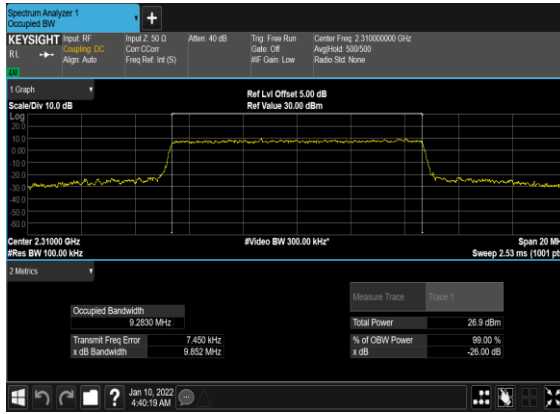 Spectrum Analyzer 1
Occupied BW
+
KEYSIGHT Input: RF Input Z: 50 Ω Atten: 40 dB Trig: Free Run Center Freq: 2.310000000 GHz
RL Coupling: DC Corr CCorr Gate: Off Avg|Hold: 500/500
Align: Auto Freq Ref: Int (S) #IF Gain: Low Radio Std: None
LXI
1 Graph
Ref Lvl Offset 5.00 dB
Scale/Div 10.0 dB Ref Value 30.00 dBm
Log
20.0
10.0
0.00
-10.0
-20.0
-30.0
-40.0
-50.0
-60.0
Center 2.31000 GHz #Video BW 300.00 kHz* Span 20 MH
#Res BW 100.00 kHz Sweep 2.53 ms (1001 pt
2 Metrics
Measure Trace Trace 1
Occupied Bandwidth
9.2830 MHz
Total Power 26.9 dBm
Transmit Freq Error 7.450 kHz % of OBW Power 99.00 %
x dB Bandwidth 9.852 MHz x dB -26.00 dB
?
Jan 10, 2022
4:40:19 AM